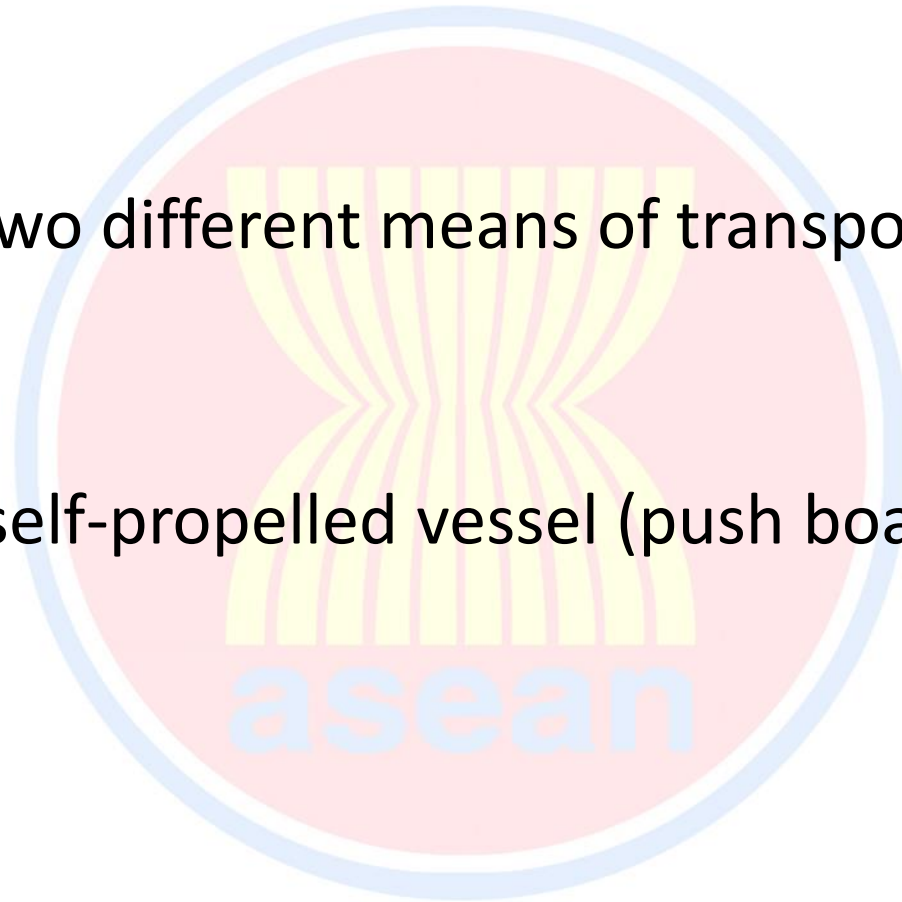 wo different means of transpo
self-propelled vessel (push boa
asean